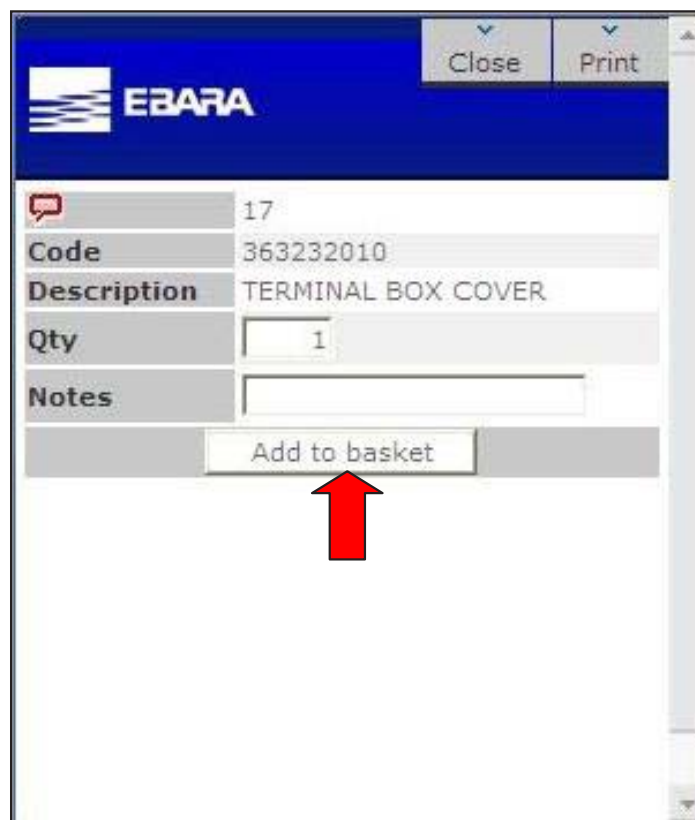 Close Print
EBARA
17
Code 363232010
Description TERMINAL BOX COVER
Qty 1
Notes
Add to basket